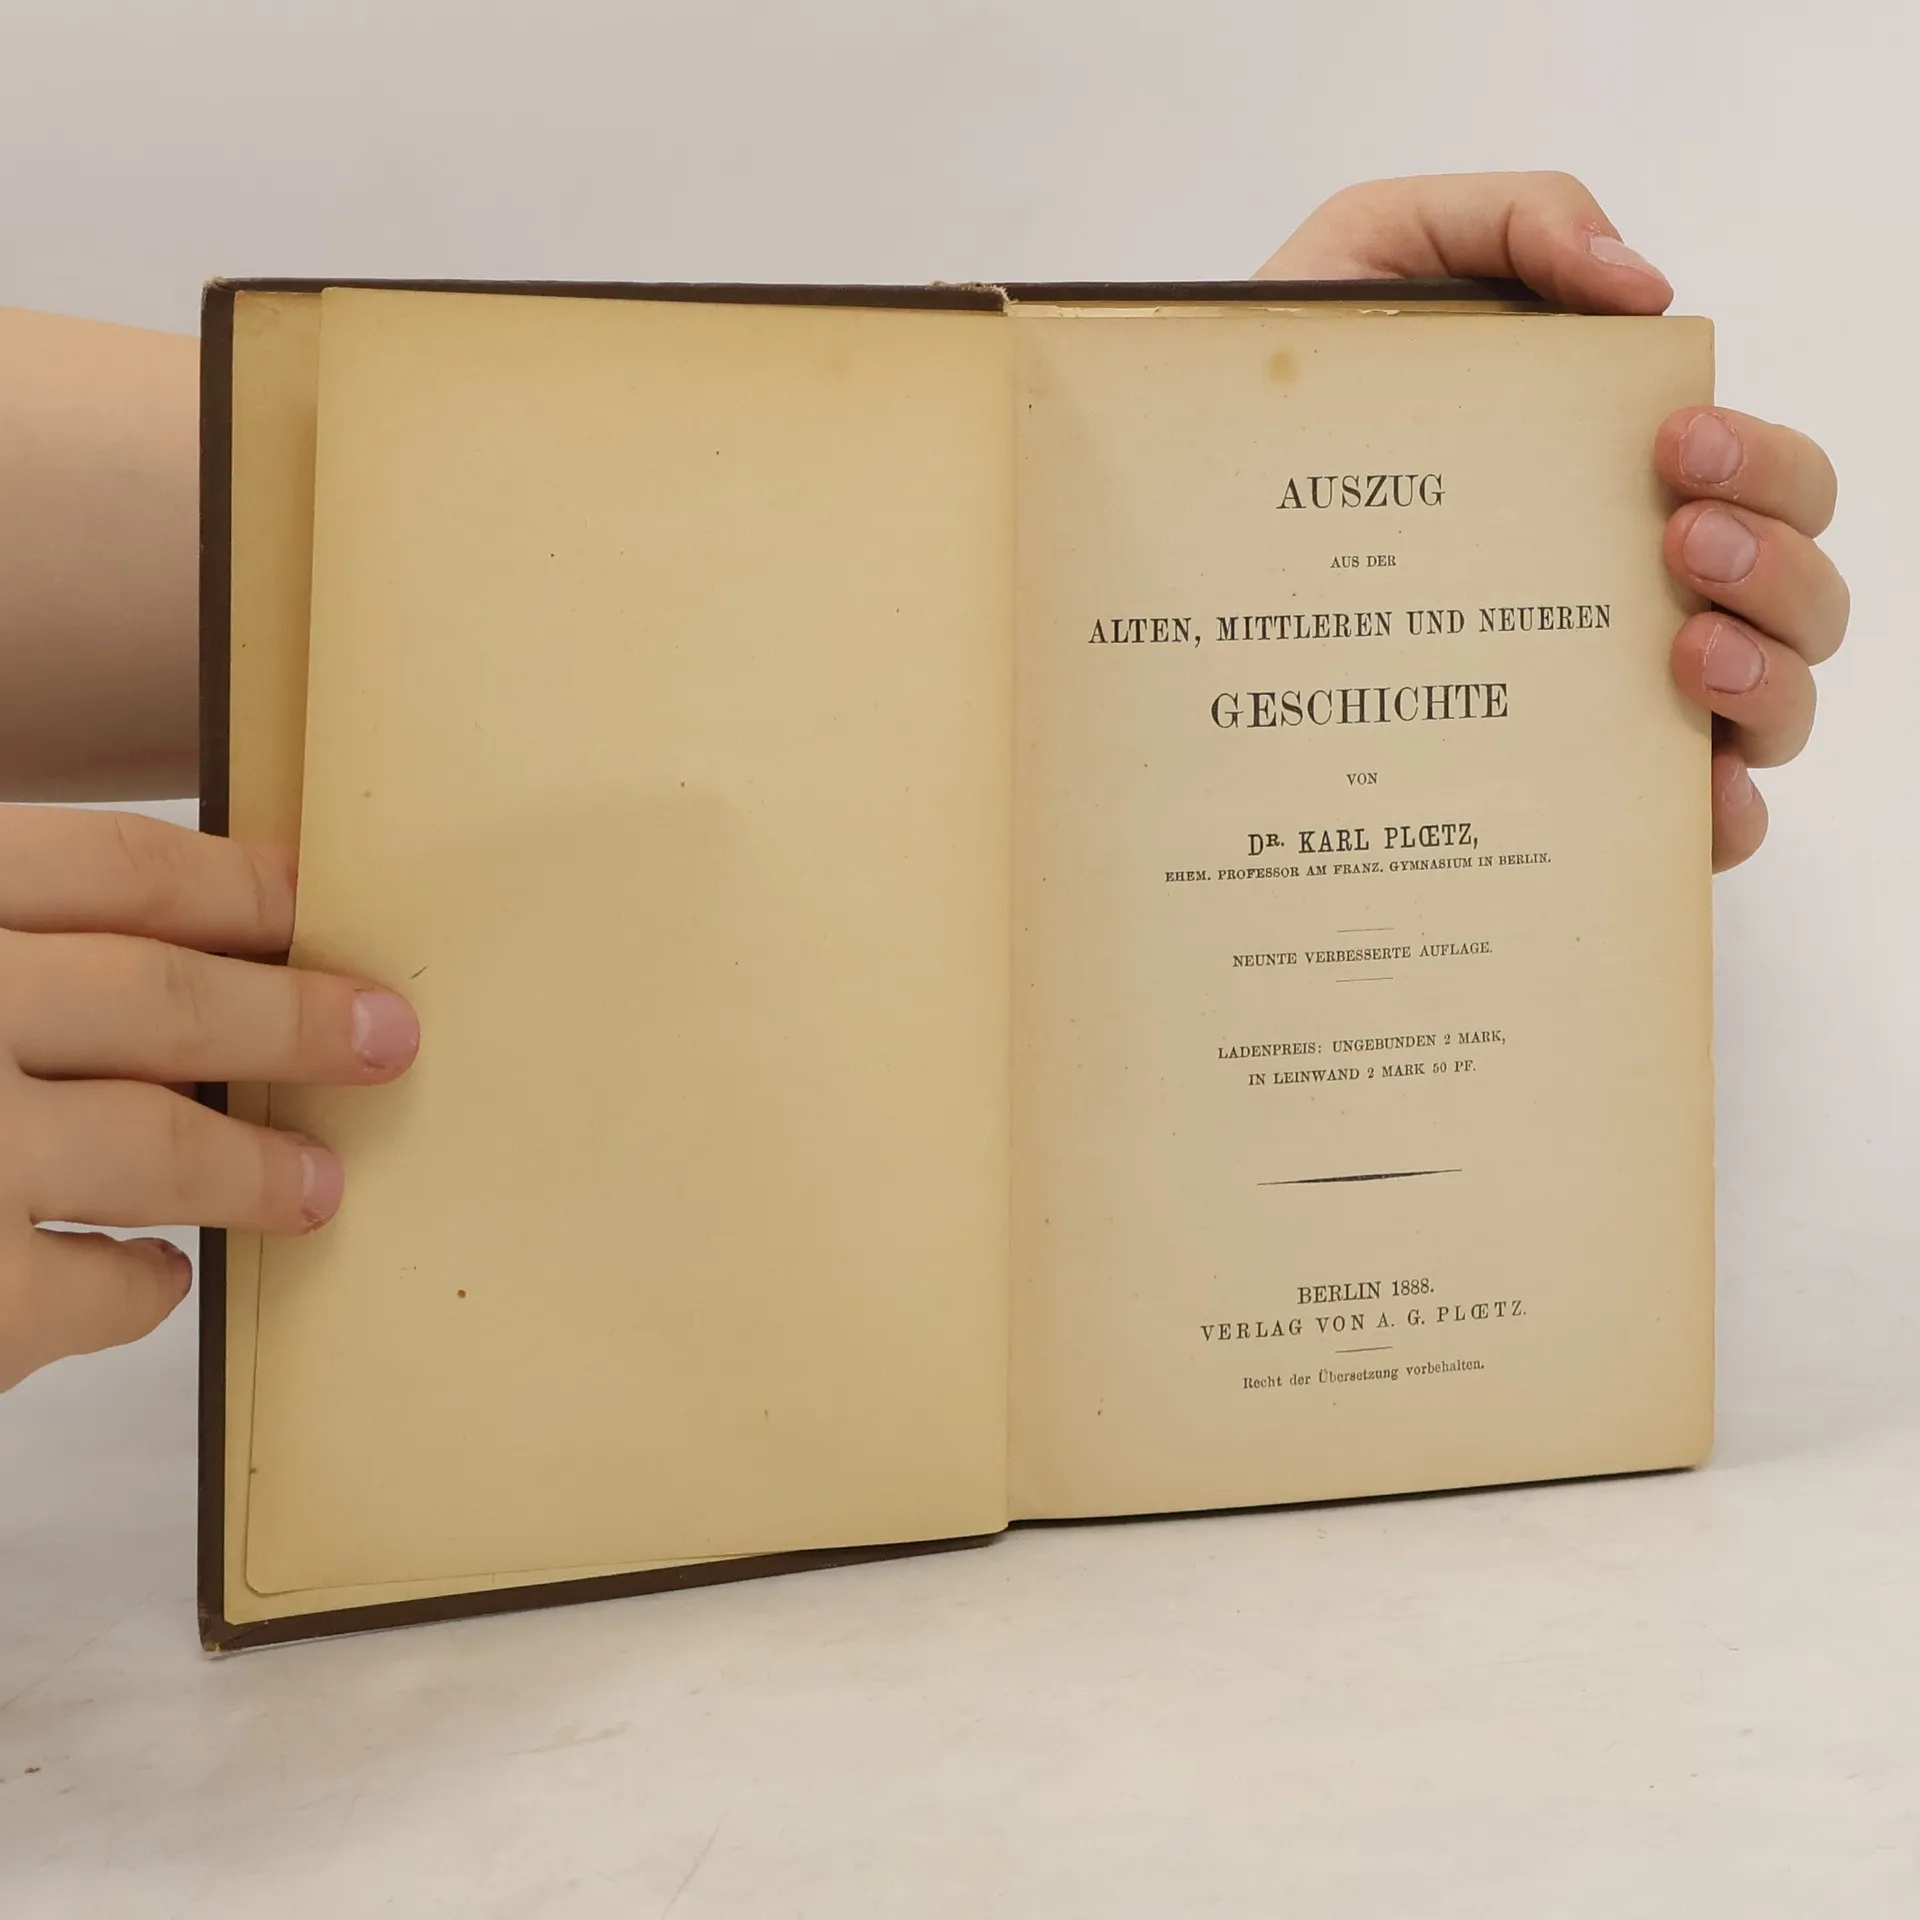 AUSZUG
AUS DER
ALTEN, MITTLEREN UND NEUEREN
GESCHICHTE
VON
DR. KARL PLŒTZ,
EHEM. PROFESSOR AM FRANZ. GYMNASIUM IN BERLIN.
NEUNTE VERBESSERTE AUFLAGE.
LADENPREIS: UNGEBUNDEN 2 MARK,
IN LEINWAND 2 MARK 50 PF.
BERLIN 1888.
VERLAG VON A. G. PLŒTZ.
Recht der Übersetzung vorbehalten.